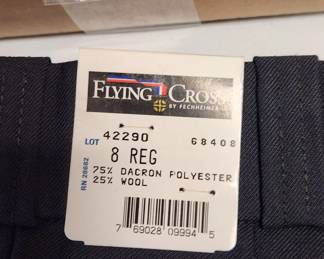 FLYING CROSS
BY FECHHEIMER
LOT 42290 68408
8 REG
75% DACRON POLYESTER
25% WOOL
RN 28682
7 69028 09994 5